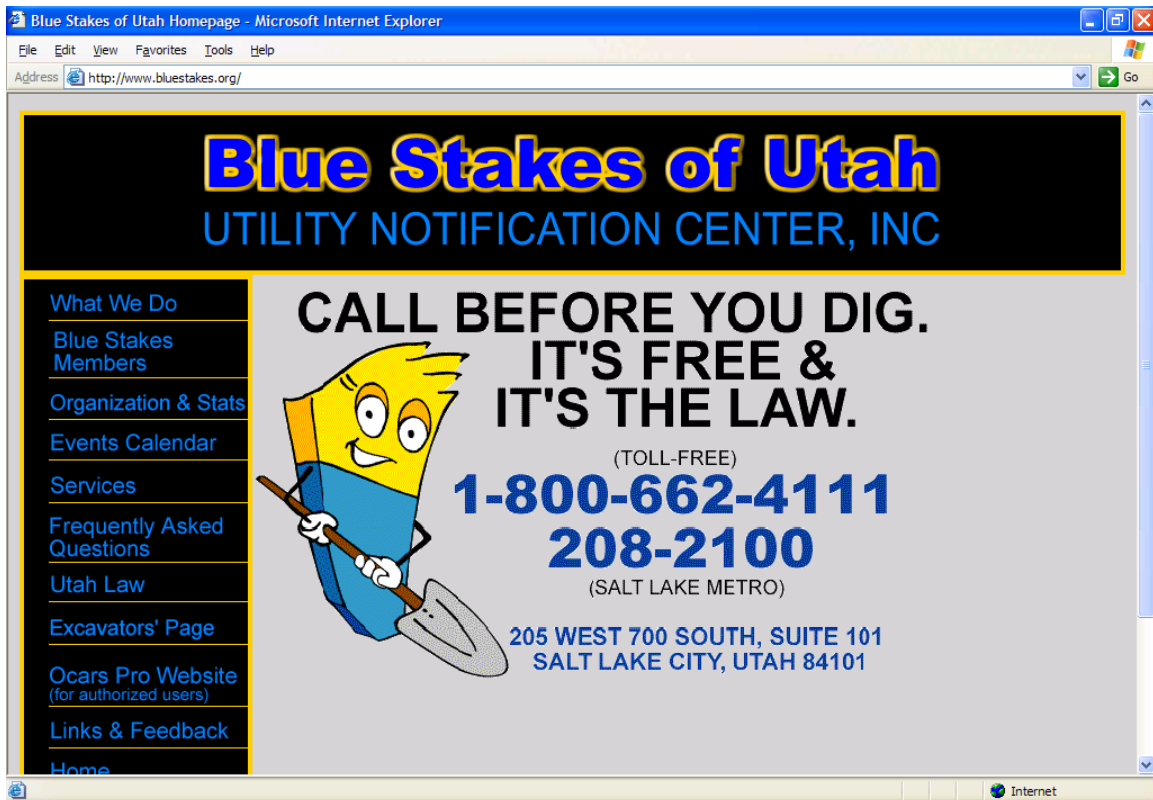 Blue Stakes of Utah Homepage - Microsoft Internet Explorer
File Edit View Favorites Tools Help
Address http://www.bluestakes.org/ Go
Blue Stakes of Utah
UTILITY NOTIFICATION CENTER, INC
What We Do
Blue Stakes
Members
Organization & Stats
Events Calendar
Services
Frequently Asked
Questions
Utah Law
Excavators' Page
Ocars Pro Website
(for authorized users)
Links & Feedback
Home
CALL BEFORE YOU DIG.
IT'S FREE &
IT'S THE LAW.
(TOLL-FREE)
1-800-662-4111
208-2100
(SALT LAKE METRO)
205 WEST 700 SOUTH, SUITE 101
SALT LAKE CITY, UTAH 84101
Internet